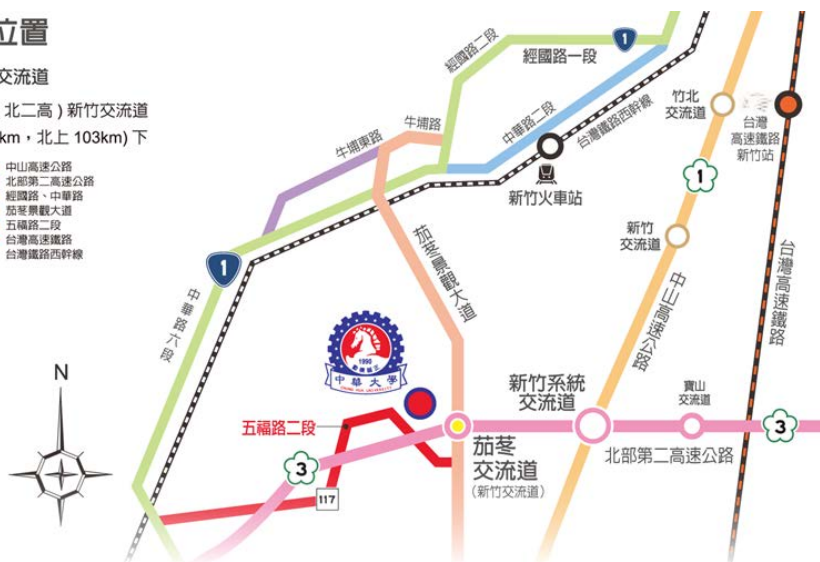 位置
交流道
北二高 ) 新竹交流道
km，北上 103km) 下
中山高速公路
北部第二高速公路
經國路、中華路
茄苳景觀大道
五福路二段
台灣高速鐵路
台灣鐵路西幹線
經國路二段
經國路一段
1
牛埔東路
牛埔路
中華路二段
台灣鐵路西幹線
新竹火車站
竹北
交流道
台灣
高速鐵路
新竹站
1
新竹
交流道
茄苳景觀大道
中山高速公路
台灣高速鐵路
1
中華路六段
1990
中華大學
CHUNG HUA UNIVERSITY
N
五福路二段
新竹系統
交流道
寶山
交流道
3
茄苳
交流道
(新竹交流道)
北部第二高速公路
3
117